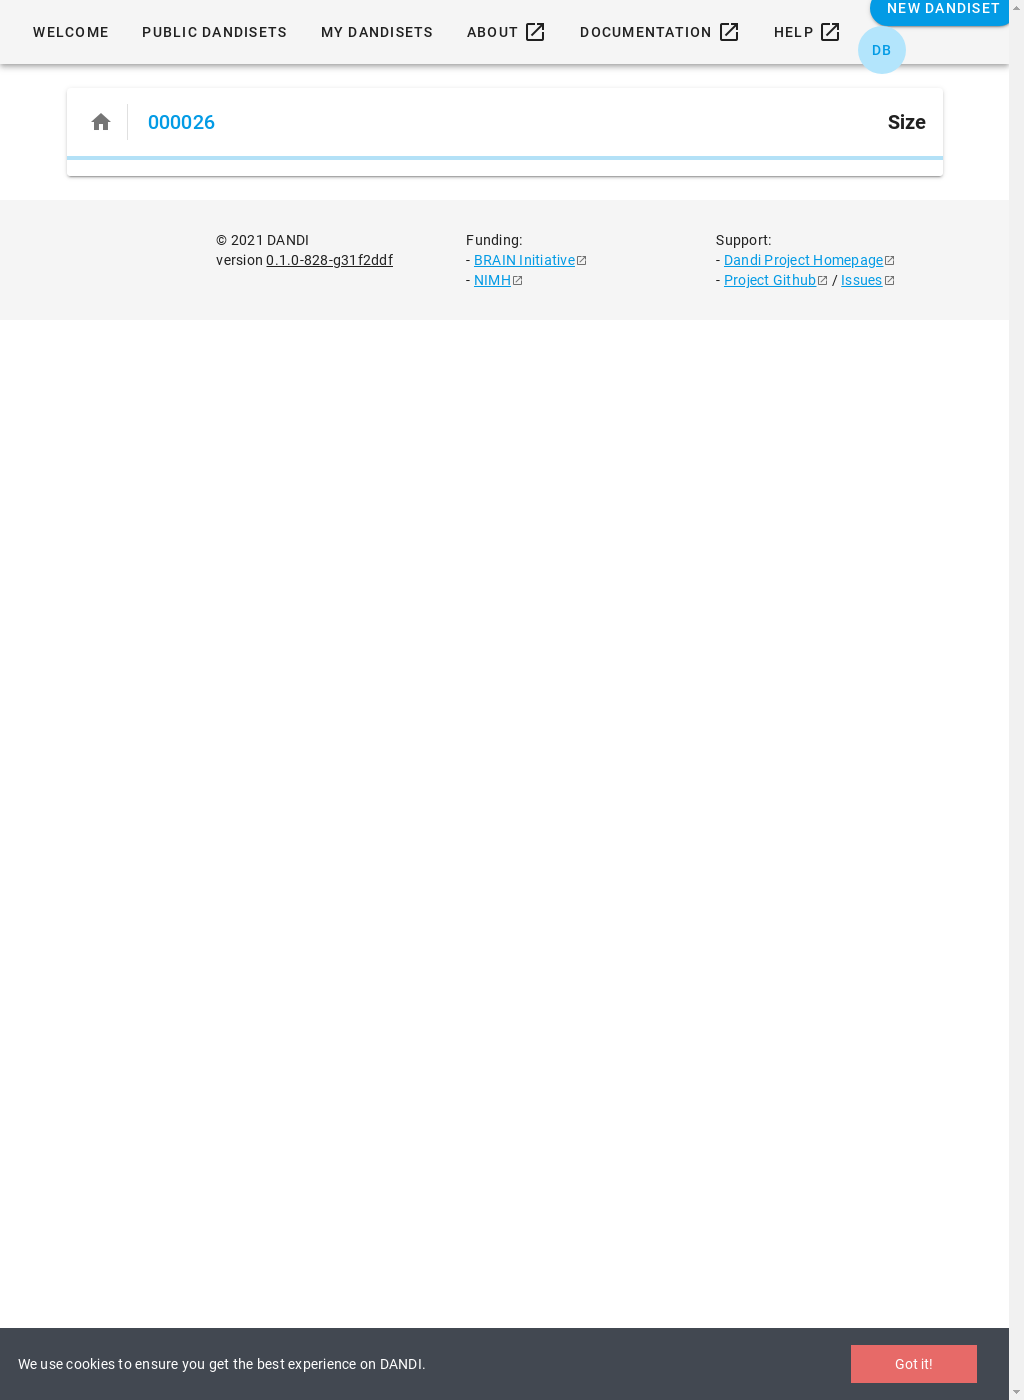 NEW DANDISET
WELCOME PUBLIC DANDISETS MY DANDISETS ABOUT DOCUMENTATION HELP
DB
000026 Size
© 2021 DANDI
version 0.1.0-828-g31f2ddf
Funding:
- BRAIN Initiative
- NIMH
Support:
- Dandi Project Homepage
- Project Github / Issues
We use cookies to ensure you get the best experience on DANDI.
Got it!